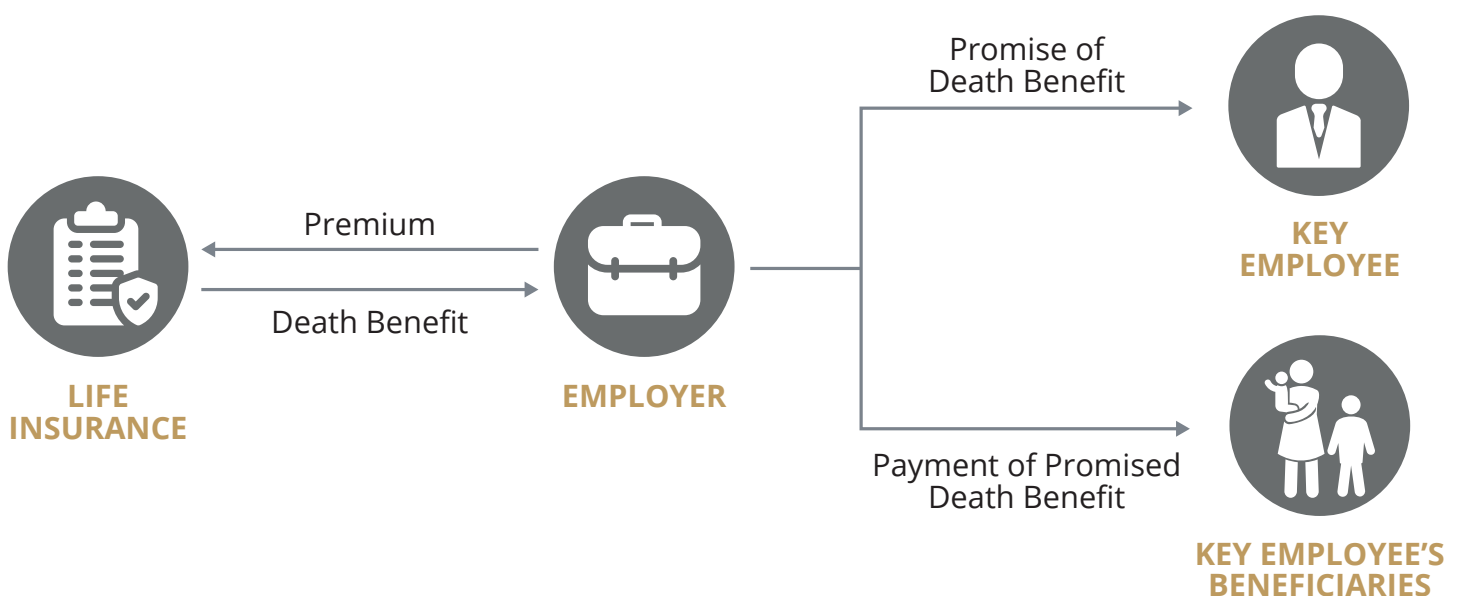 Promise of
Death Benefit
KEY
EMPLOYEE
Premium
Death Benefit
LIFE
INSURANCE
EMPLOYER
Payment of Promised
Death Benefit
KEY EMPLOYEE’S
BENEFICIARIES